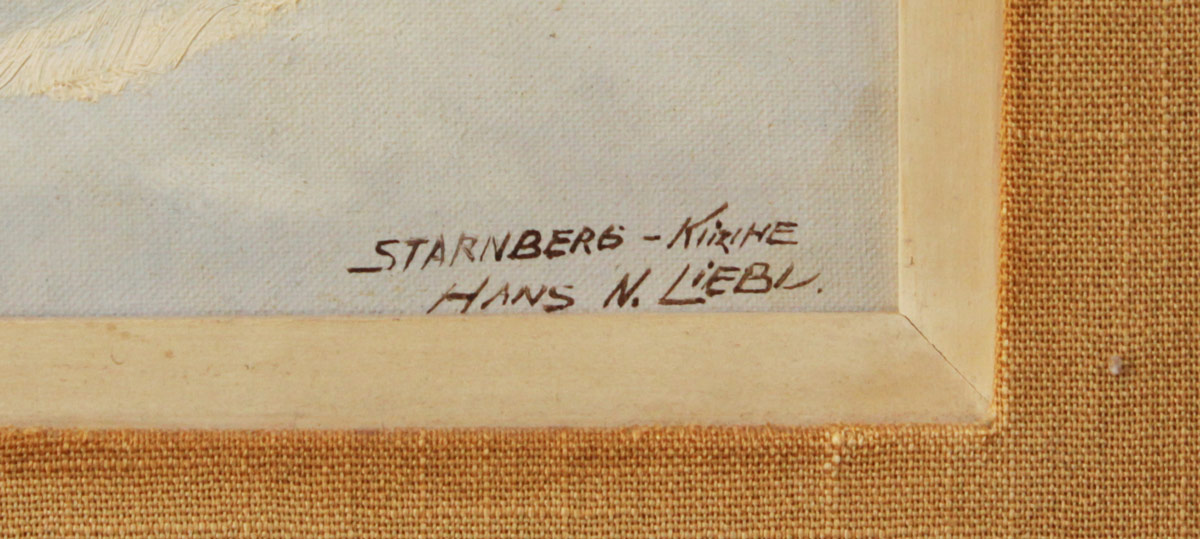 STARNBERG - KIRCHE
HANS N. LIEBL.